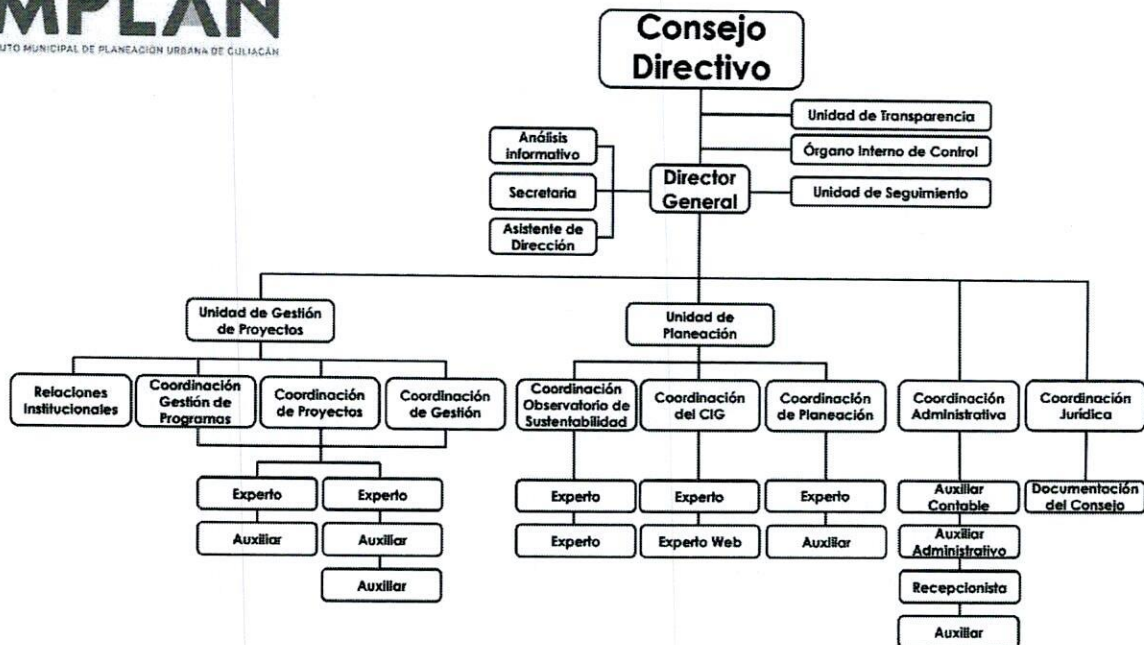 MPLAN
UTO MUNICIPAL DE PLANEACIÓN URBANA DE CULIACÁN
Consejo
Directivo
Unidad de Transparencia
Órgano Interno de Control
Análisis
informativo
Secretaria
Asistente de
Dirección
Director
General
Unidad de Seguimiento
Unidad de Gestión
de Proyectos
Unidad de
Planeación
Relaciones
Institucionales
Coordinación
Gestión de
Programas
Coordinación
de Proyectos
Coordinación
de Gestión
Coordinación
Observatorio de
Sustentabilidad
Coordinación
del CIG
Coordinación
de Planeación
Coordinación
Administrativa
Coordinación
Jurídica
Experto
Auxiliar
Experto
Auxiliar
Auxiliar
Experto
Experto
Experto
Experto Web
Experto
Auxiliar
Auxiliar
Contable
Auxiliar
Administrativo
Recepcionista
Auxiliar
Documentación
del Consejo